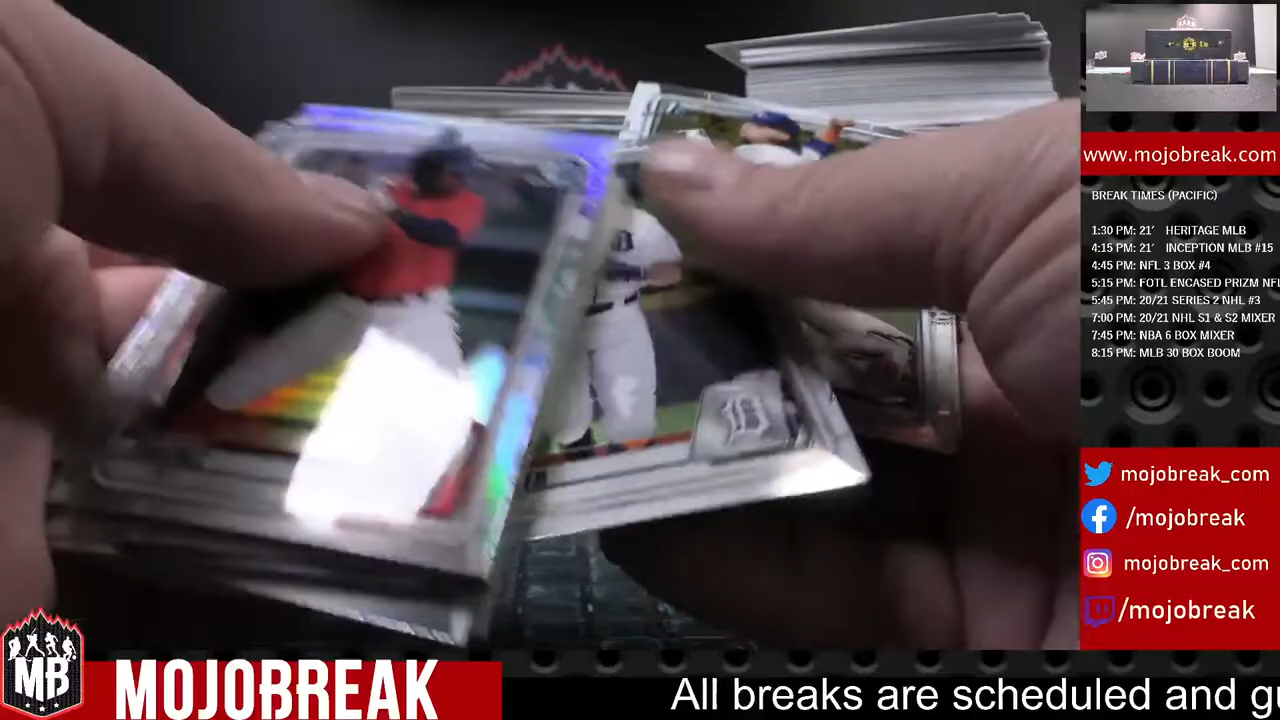 www.mojobreak.com
BREAK TIMES (PACIFIC)
1:30 PM: 21' HERITAGE MLB
4:15 PM: 21' INCEPTION MLB #15
4:45 PM: NFL 3 BOX #4
5:15 PM: FOTL ENCASED PRIZM NFL
5:45 PM: 20/21 SERIES 2 NHL #3
7:00 PM: 20/21 NHL S1 & S2 MIXER
7:45 PM: NBA 6 BOX MIXER
8:15 PM: MLB 30 BOX BOOM
mojobreak_com
/mojobreak
mojobreak_com
/mojobreak
D
MB
MOJOBREAK
All breaks are scheduled and